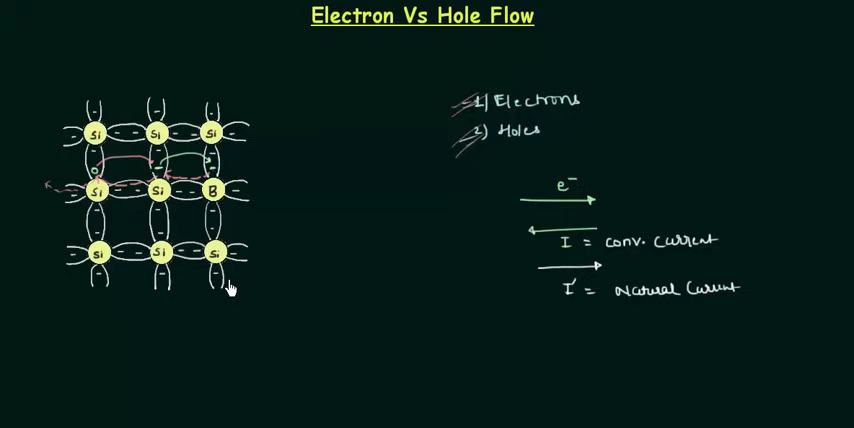 Electron Vs Hole Flow
1) Electrons
2) Holes
Si Si Si
Si Si B
Si Si Si
e⁻
I = conv. current
I' = Natural Current